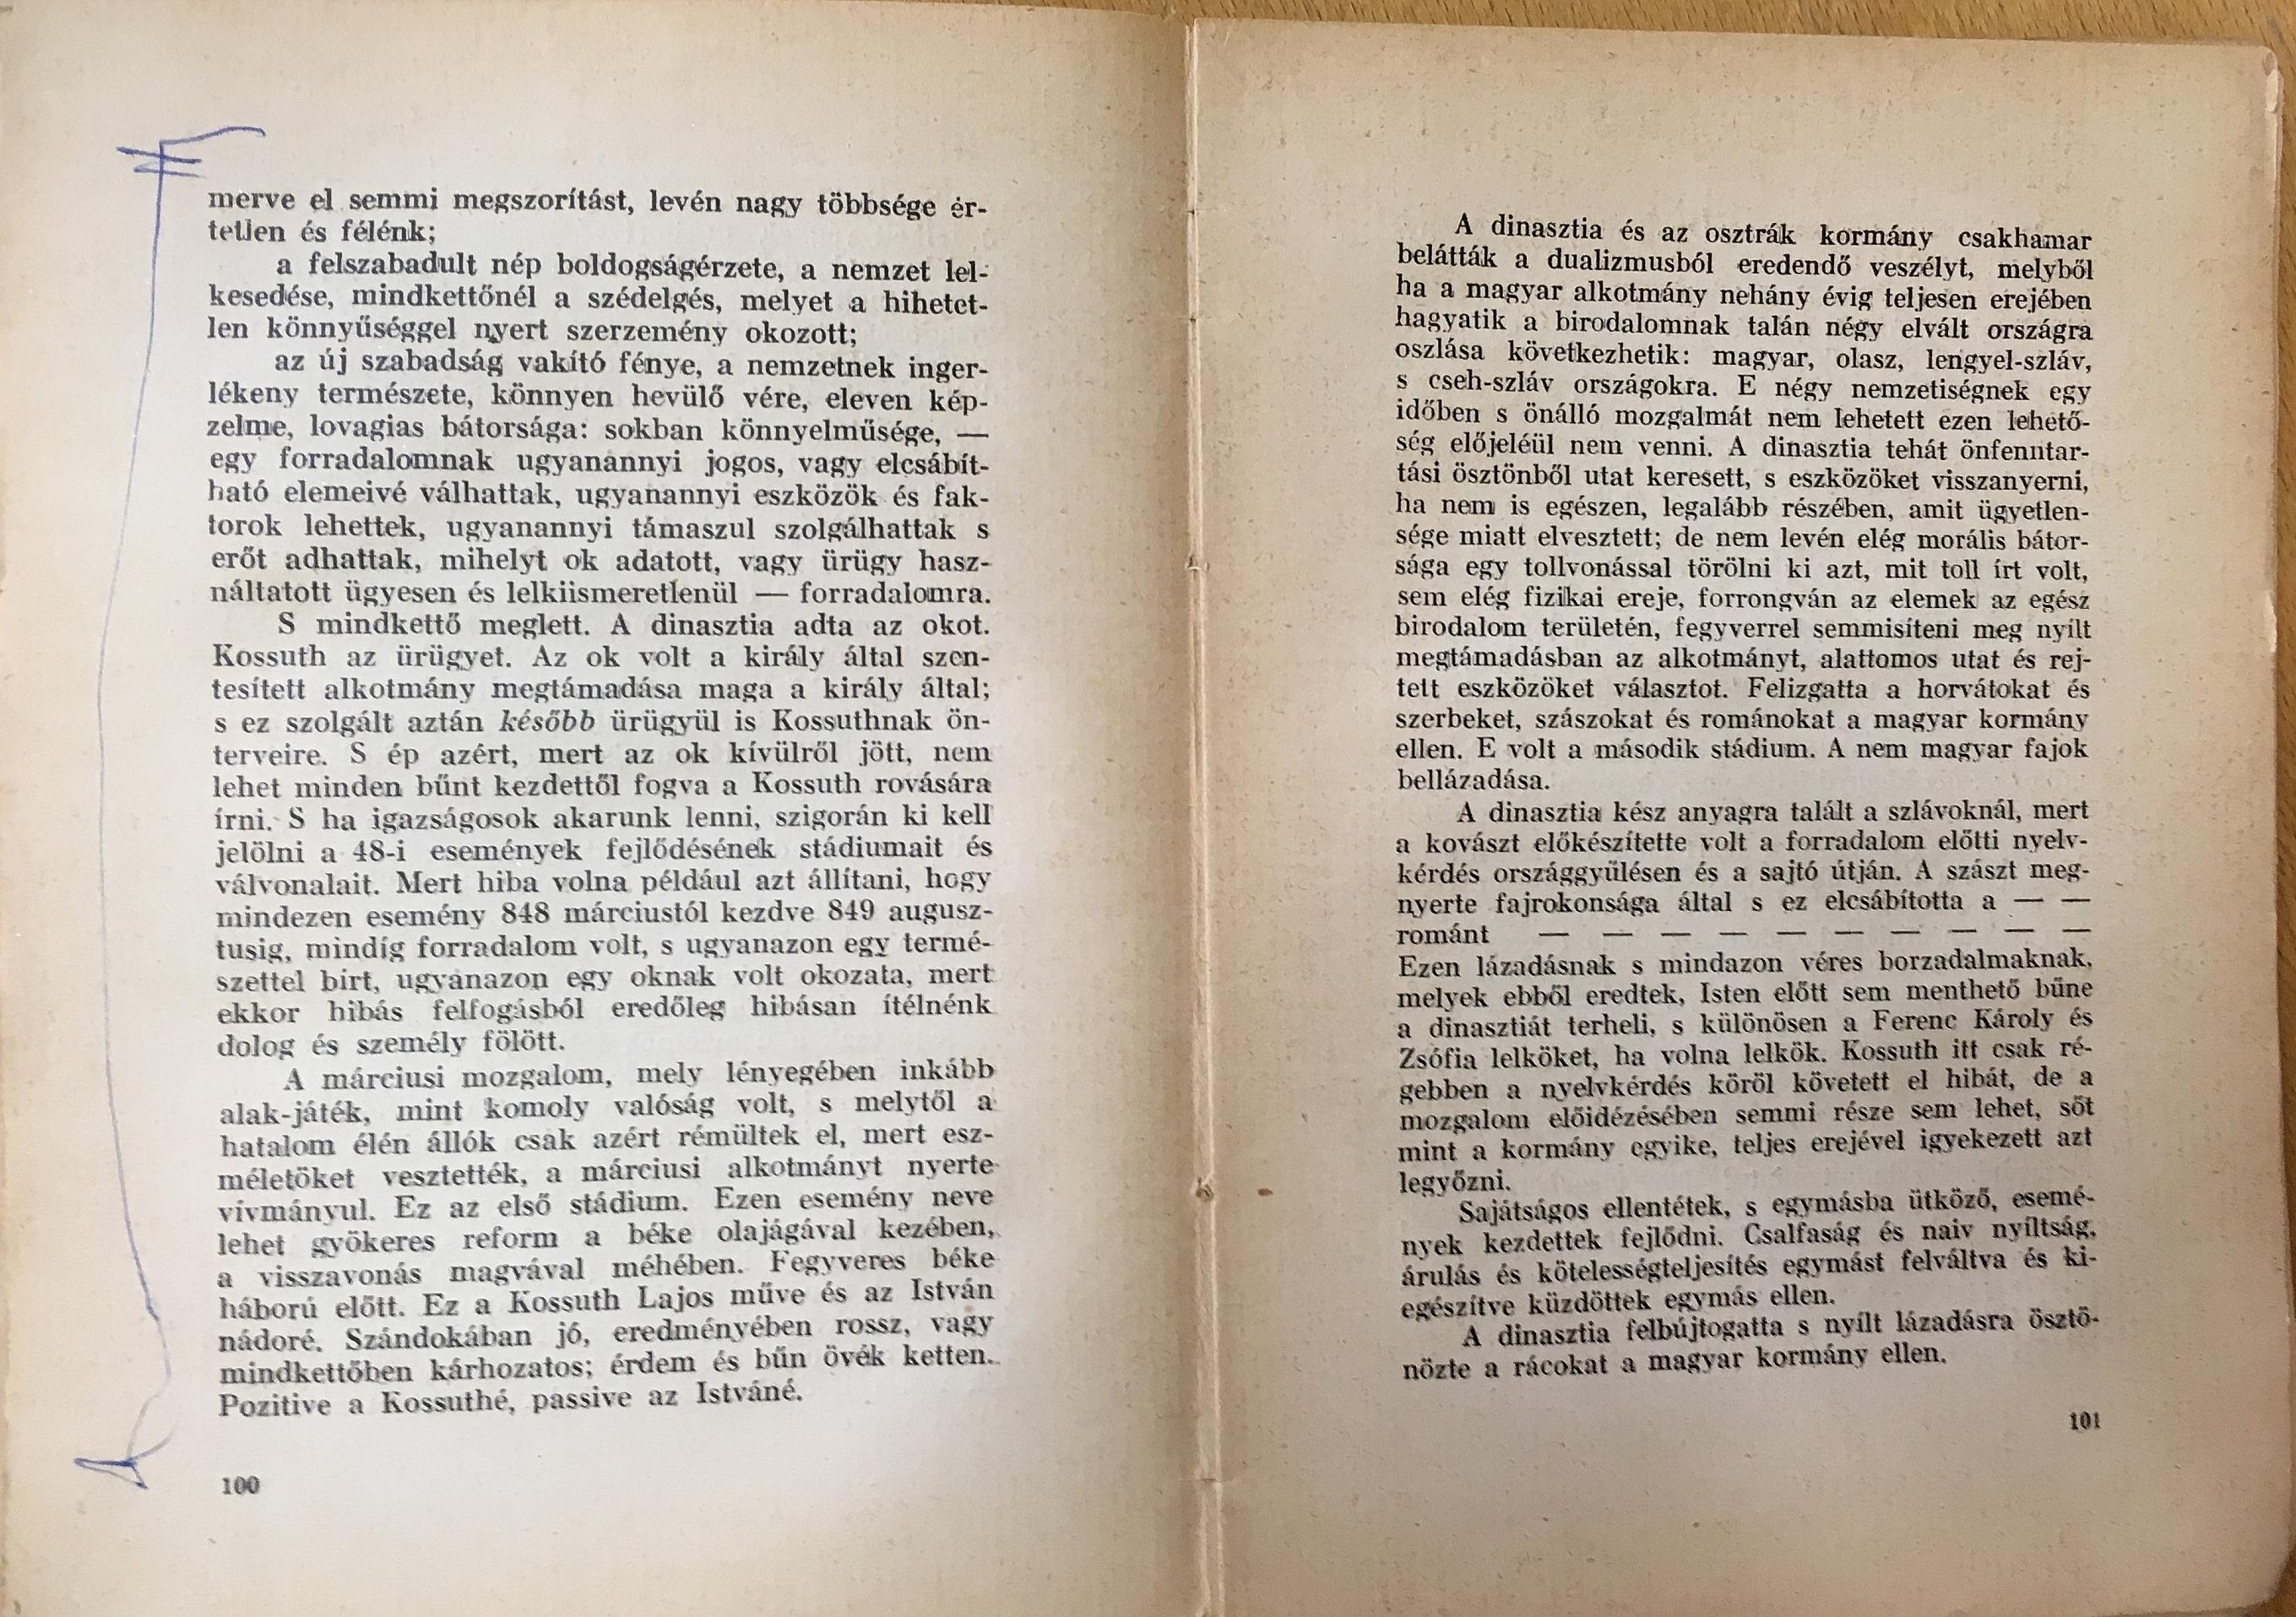 merve el semmi megszorítást, levén nagy többsége ér-
tetlen és félénk;
a felszabadult nép boldogságérzete, a nemzet lel-
kesedése, mindkettőnél a szédelgés, melyet a hihetet-
len könnyűséggel nyert szerzemény okozott;
az új szabadság vakító fénye, a nemzetnek inger-
lékeny természete, könnyen hevülő vére, eleven kép-
zelme, lovagias bátorsága: sokban könnyelműsége, —
egy forradalomnak ugyanannyi jogos, vagy elcsábít-
ható elemeivé válhattak, ugyanannyi eszközök és fak-
torok lehettek, ugyanannyi támaszul szolgálhattak s
erőt adhattak, mihelyt ok adatott, vagy ürügy hasz-
náltatott ügyesen és lelkiismeretlenül — forradalomra.
S mindkettő meglett. A dinasztia adta az okot.
Kossuth az ürügyet. Az ok volt a király által szen-
tesített alkotmány megtámadása maga a király által;
s ez szolgált aztán később ürügyül is Kossuthnak ön-
terveire. S ép azért, mert az ok kívülről jött, nem
lehet minden bűnt kezdettől fogva a Kossuth rovására
írni. S ha igazságosok akarunk lenni, szigorán ki kell
jelölni a 48-i események fejlődésének stádiumait és
válvonalait. Mert hiba volna például azt állítani, hogy
mindezen esemény 848 márciustól kezdve 849 augusz-
tusig, mindíg forradalom volt, s ugyanazon egy termé-
szettel bírt, ugyanazon egy oknak volt okozata, mert
ekkor hibás felfogásból eredőleg hibásan ítélnénk
dolog és személy fölött.
A márciusi mozgalom, mely lényegében inkább
alak-játék, mint komoly valóság volt, s melytől a
hatalom élén állók csak azért rémültek el, mert esz-
méletöket vesztették, a márciusi alkotmányt nyerte
vivmányul. Ez az első stádium. Ezen esemény neve
lehet gyökeres reform a béke olajágával kezében,
a visszavonás magvával méhében. Fegyveres béke
háború előtt. Ez a Kossuth Lajos műve és az István
nádoré. Szándokában jó, eredményében rossz, vagy
mindkettőben kárhozatos; érdem és bűn övék ketten.
Pozitive a Kossuthé, passive az Istváné.
100
A dinasztia és az osztrák kormány csakhamar
belátták a dualizmusból eredendő veszélyt, melyből
ha a magyar alkotmány nehány évig teljesen erejében
hagyatik a birodalomnak talán négy elvált országra
oszlása következhetik: magyar, olasz, lengyel-szláv,
s cseh-szláv országokra. E négy nemzetiségnek egy
időben s önálló mozgalmát nem lehetett ezen lehető-
ség előjeléül nem venni. A dinasztia tehát önfenntar-
tási ösztönből utat keresett, s eszközöket visszanyerni,
ha nem is egészen, legalább részében, amit ügyetlen-
sége miatt elvesztett; de nem levén elég morális bátor-
sága egy tollvonással törölni ki azt, mit toll írt volt,
sem elég fizikai ereje, forrongván az elemek az egész
birodalom területén, fegyverrel semmisíteni meg nyílt
megtámadásban az alkotmányt, alattomos utat és rej-
tett eszközöket választot. Felizgatta a horvátokat és
szerbeket, szászokat és románokat a magyar kormány
ellen. E volt a második stádium. A nem magyar fajok
bellázadása.
A dinasztia kész anyagra talált a szlávoknál, mert
a kovászt előkészítette volt a forradalom előtti nyelv-
kérdés országgyűlésen és a sajtó útján. A szászt meg-
nyerte fajrokonsága által s ez elcsábította a — —
románt — — — — — — — — — —
Ezen lázadásnak s mindazon véres borzadalmaknak,
melyek ebből eredtek, Isten előtt sem menthető bűne
a dinasztiát terheli, s különösen a Ferenc Károly és
Zsófia lelköket, ha volna lelkök. Kossuth itt csak ré-
gebben a nyelvkérdés köröl követett el hibát, de a
mozgalom előidézésében semmi része sem lehet, sőt
mint a kormány egyike, teljes erejével igyekezett azt
legyőzni.
Sajátságos ellentétek, s egymásba ütköző, esemé-
nyek kezdettek fejlődni. Csalfaság és naiv nyíltság,
árulás és kötelességteljesítés egymást felváltva és ki-
egészítve küzdöttek egymás ellen.
A dinasztia felbújtogatta s nyílt lázadásra ösztö-
nözte a rácokat a magyar kormány ellen.
101